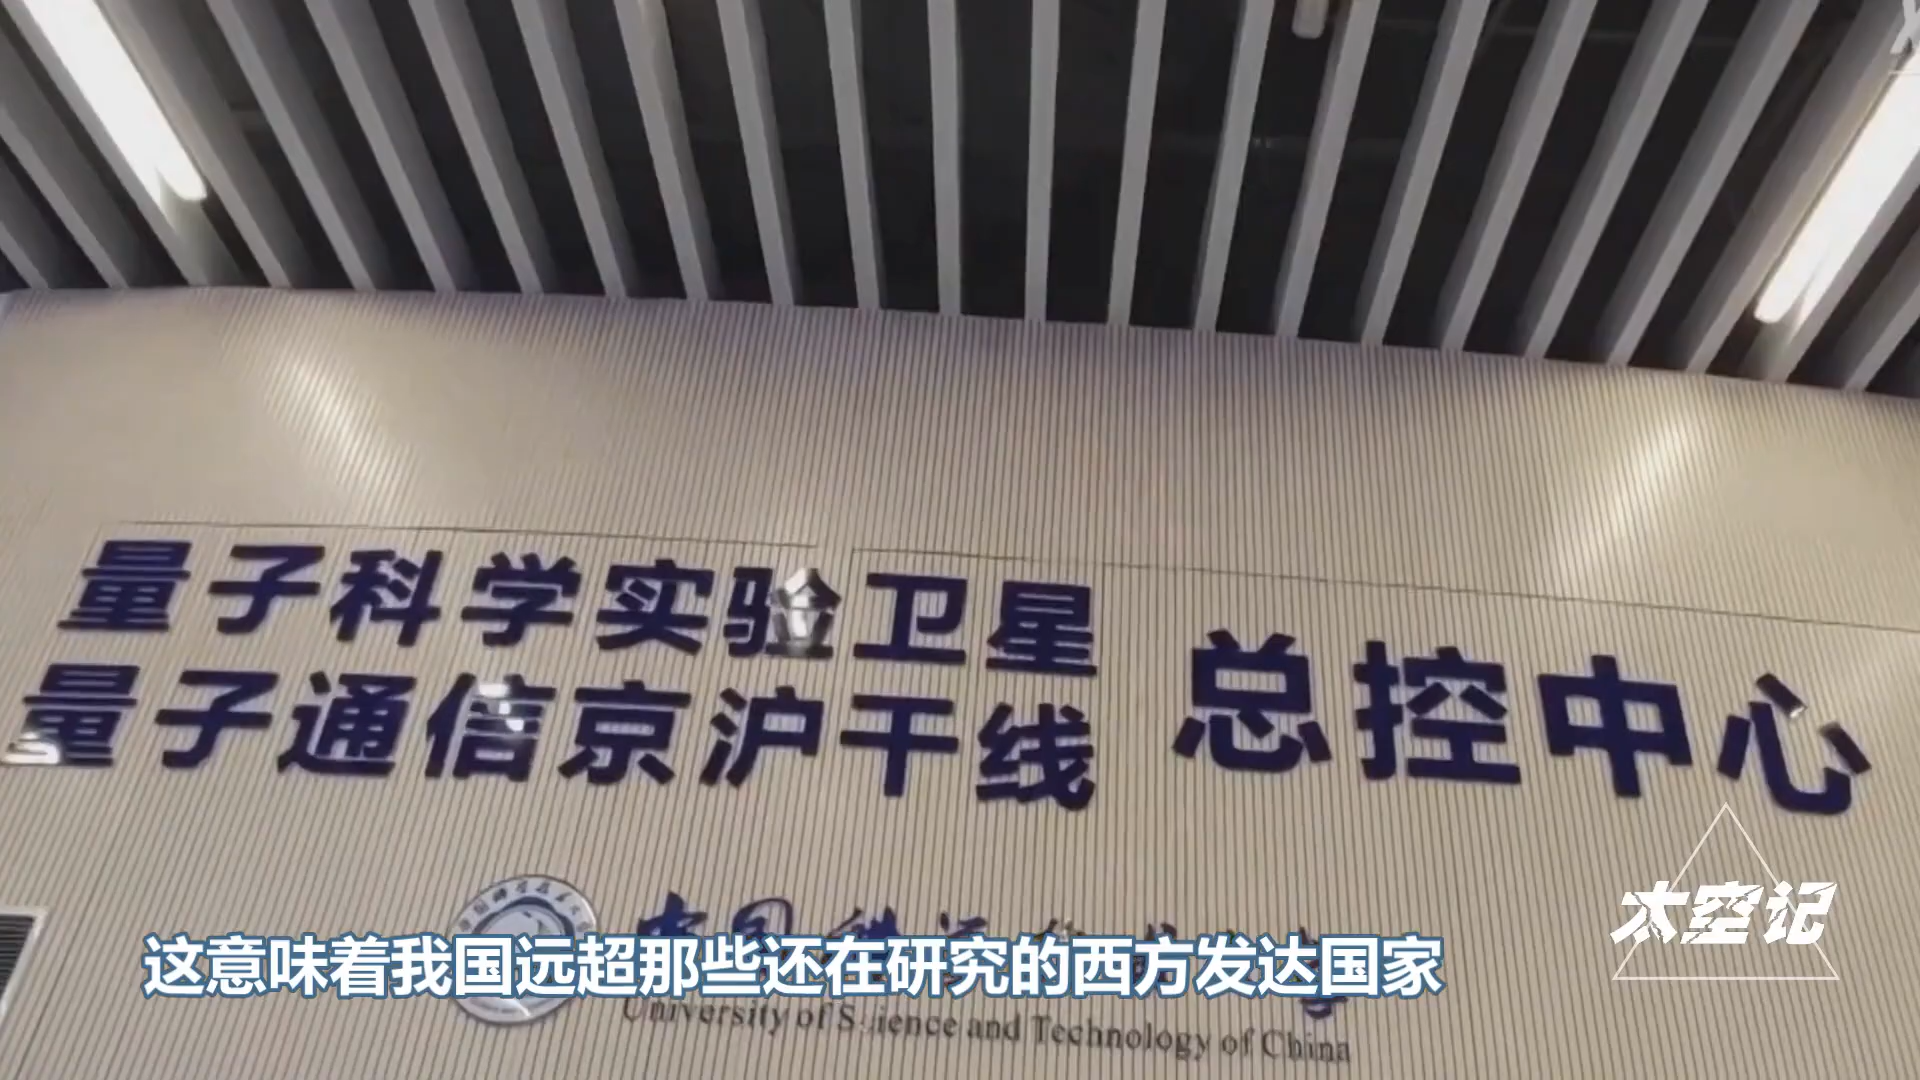 量子科学实验卫星
量子通信京沪干线
总控中心
太空记
这意味着我国远超那些还在研究的西方发达国家
University of Science and Technology of China